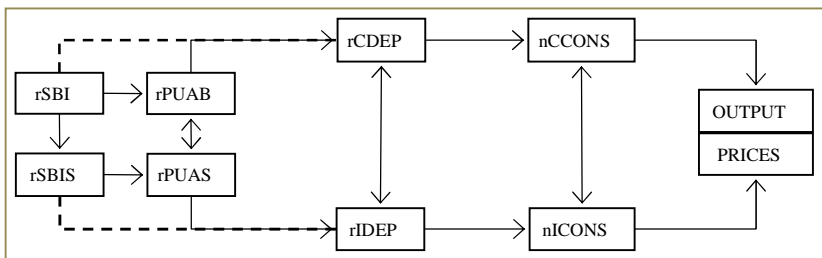 rCDEP
nCCONS
rSBI
rPUAB
OUTPUT
PRICES
rSBIS
rPUAS
rIDEP
nICONS